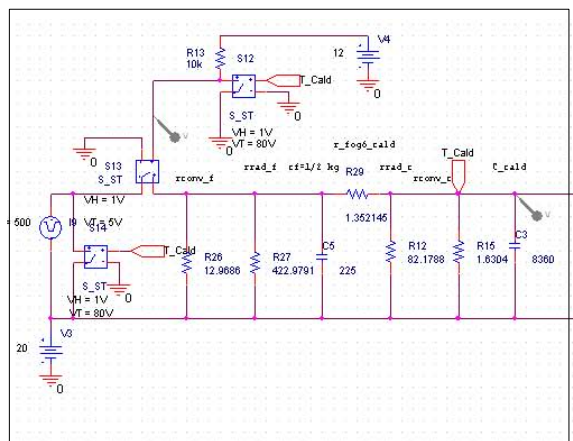 V4
R13
10k
S12
12
T_Cald
0
0
S_ST
VH = 1V
VT = 80V
0
r_fog6_cald
T_Cald
0
S13
S_ST
rconv_f
rrad_f
cf=1/2 kg
R29
rrad_c
rconv_c
C_cald
VH = 1V
VT = 5V
1.352145
500
I9
S14
T_Cald
C5
C3
R26
12.9686
R27
422.9791
225
R12
82.1788
R15
1.6304
8360
S_ST
0
VH = 1V
VT = 80V
V3
20
0